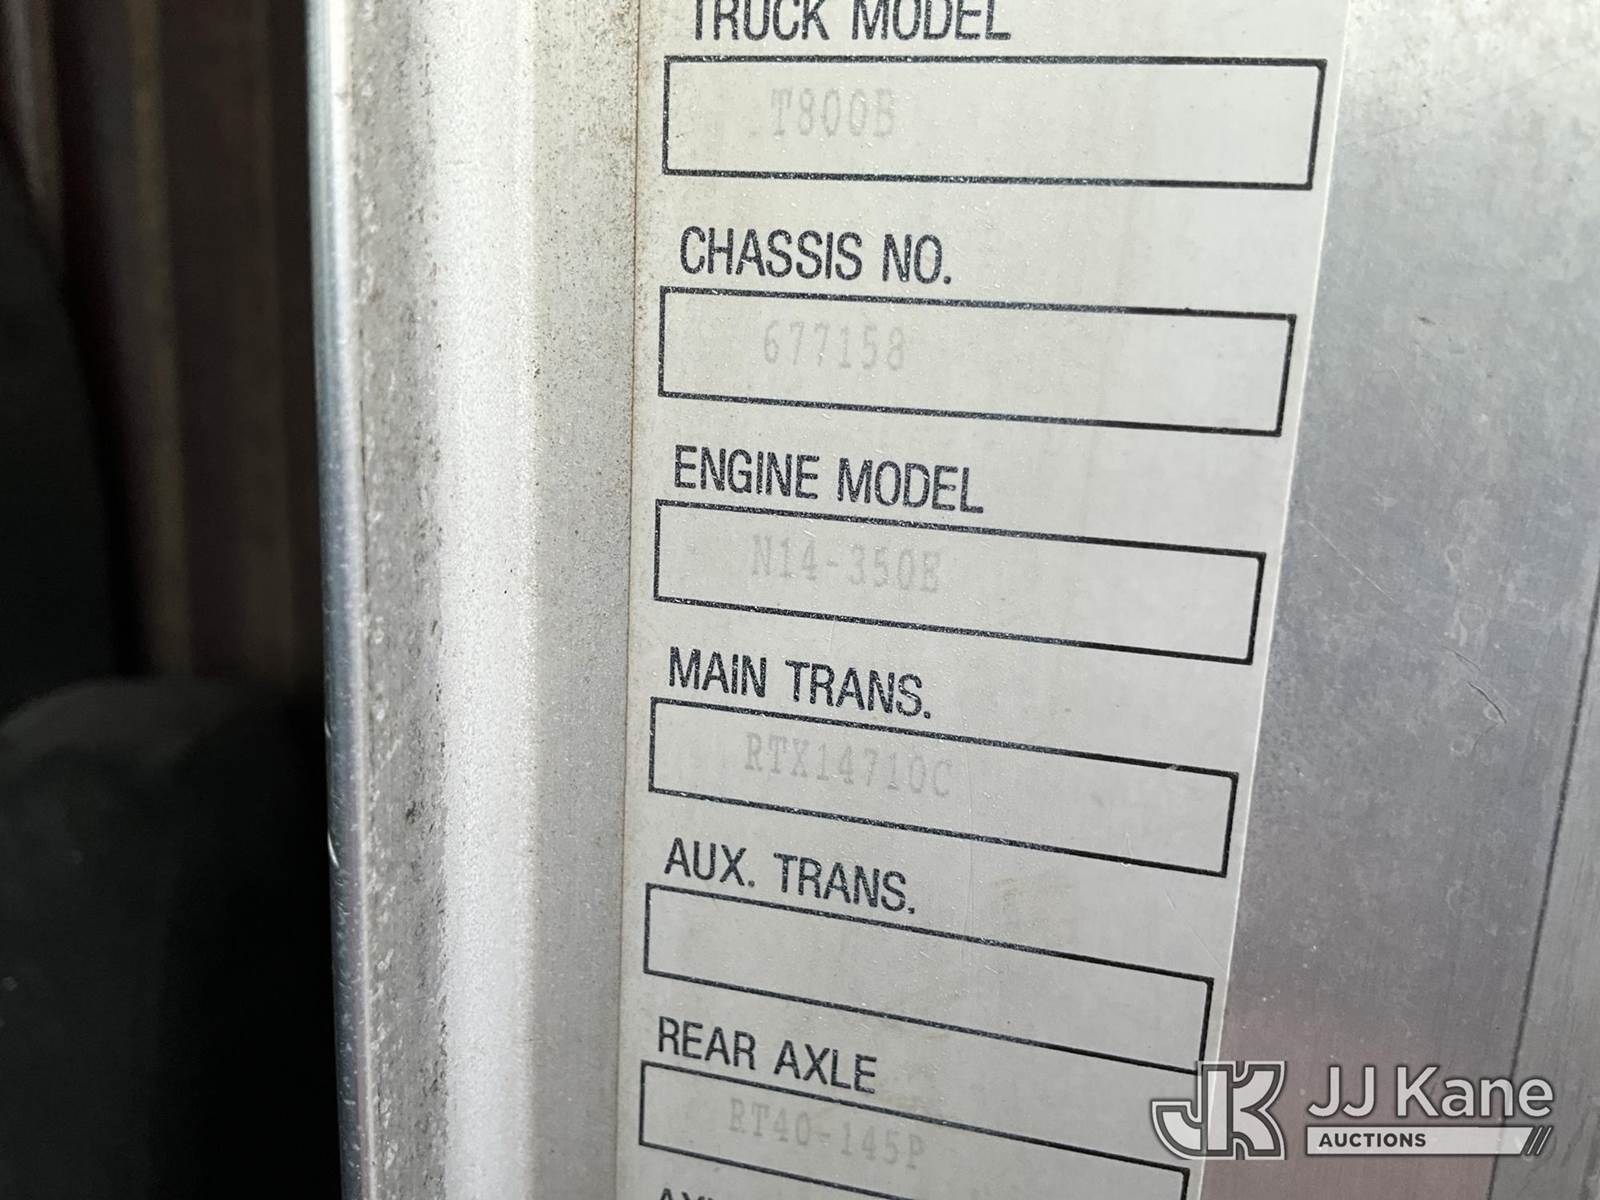 TRUCK MODEL
T800B
CHASSIS NO.
677158
ENGINE MODEL
N14-350E
MAIN TRANS.
RTX14710C
AUX. TRANS.
REAR AXLE
RT40-145P
JK JJ Kane
AUCTIONS